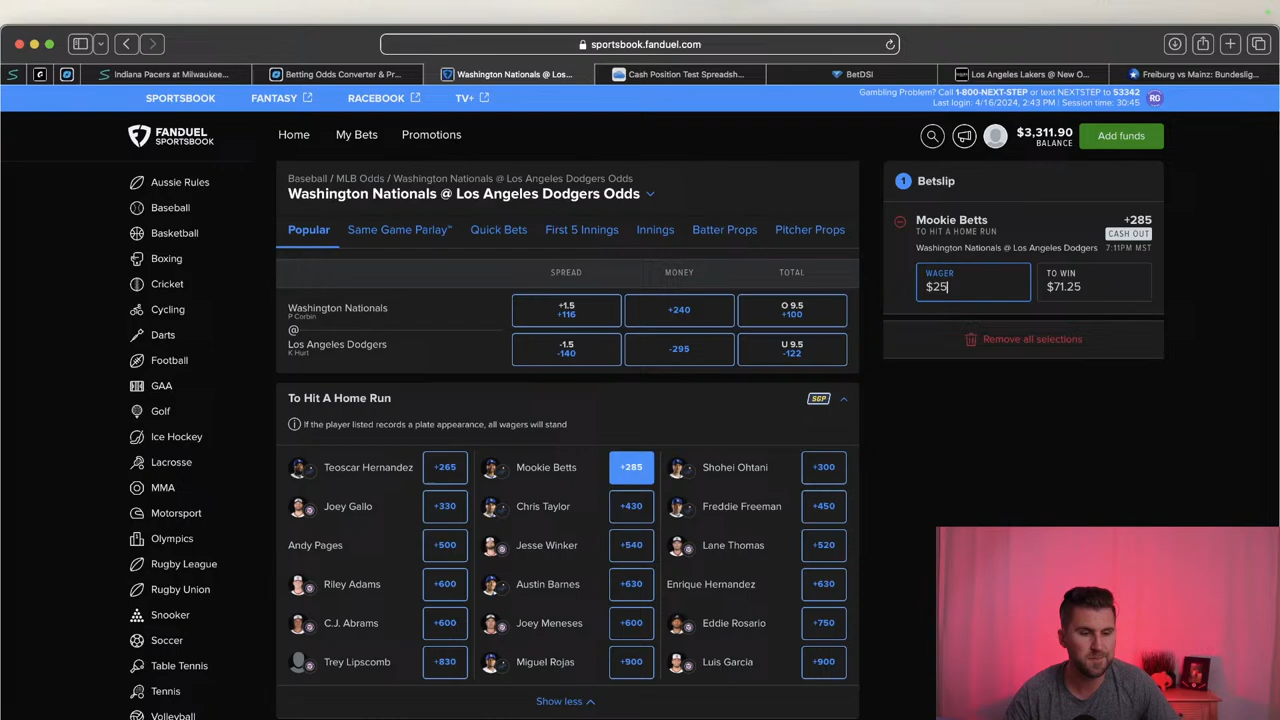 sportsbook.fanduel.com
Indiana Pacers at Milwaukee...
Betting Odds Converter & Pr...
Washington Nationals @ Los...
Cash Position Test Spreadsh...
BetDSI
Los Angeles Lakers @ New O...
Freiburg vs Mainz: Bundeslig...
SPORTSBOOK
FANTASY
RACEBOOK
TV+
Gambling Problem? Call 1-800-NEXT-STEP or text NEXTSTEP to 53342
Last login: 4/16/2024, 2:43 PM | Session time: 30:45
RG
FANDUEL
SPORTSBOOK
Home
My Bets
Promotions
$3,311.90
BALANCE
Add funds
Aussie Rules
Baseball
Basketball
Boxing
Cricket
Cycling
Darts
Football
GAA
Golf
Ice Hockey
Lacrosse
MMA
Motorsport
Olympics
Rugby League
Rugby Union
Snooker
Soccer
Table Tennis
Tennis
Volleyball
Baseball / MLB Odds / Washington Nationals @ Los Angeles Dodgers Odds
Washington Nationals @ Los Angeles Dodgers Odds
Popular
Same Game Parlay™
Quick Bets
First 5 Innings
Innings
Batter Props
Pitcher Props
SPREAD
MONEY
TOTAL
Washington Nationals
P Corbin
+1.5
+116
+240
O 9.5
+100
@
Los Angeles Dodgers
K Hurt
-1.5
-140
-295
U 9.5
-122
To Hit A Home Run
SGP
If the player listed records a plate appearance, all wagers will stand
Teoscar Hernandez +265
Mookie Betts +285
Shohei Ohtani +300
Joey Gallo +330
Chris Taylor +430
Freddie Freeman +450
Andy Pages +500
Jesse Winker +540
Lane Thomas +520
Riley Adams +600
Austin Barnes +630
Enrique Hernandez +630
C.J. Abrams +600
Joey Meneses +600
Eddie Rosario +750
Trey Lipscomb +830
Miguel Rojas +900
Luis Garcia +900
Show less
1 Betslip
Mookie Betts +285
TO HIT A HOME RUN
CASH OUT
Washington Nationals @ Los Angeles Dodgers 7:11PM MST
WAGER
$25
TO WIN
$71.25
Remove all selections